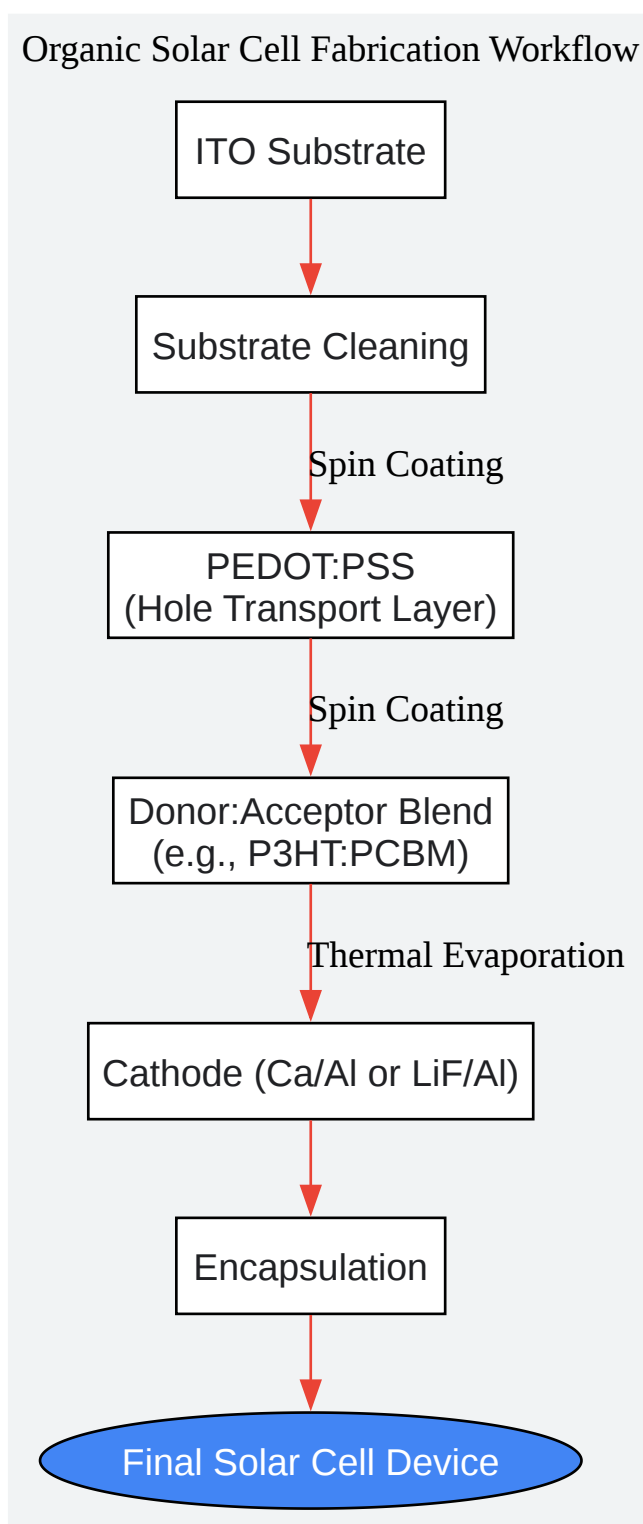 Organic Solar Cell Fabrication Workflow
ITO Substrate
Substrate Cleaning
Spin Coating
PEDOT:PSS
(Hole Transport Layer)
Spin Coating
Donor:Acceptor Blend
(e.g., P3HT:PCBM)
Thermal Evaporation
Cathode (Ca/Al or LiF/Al)
Encapsulation
Final Solar Cell Device